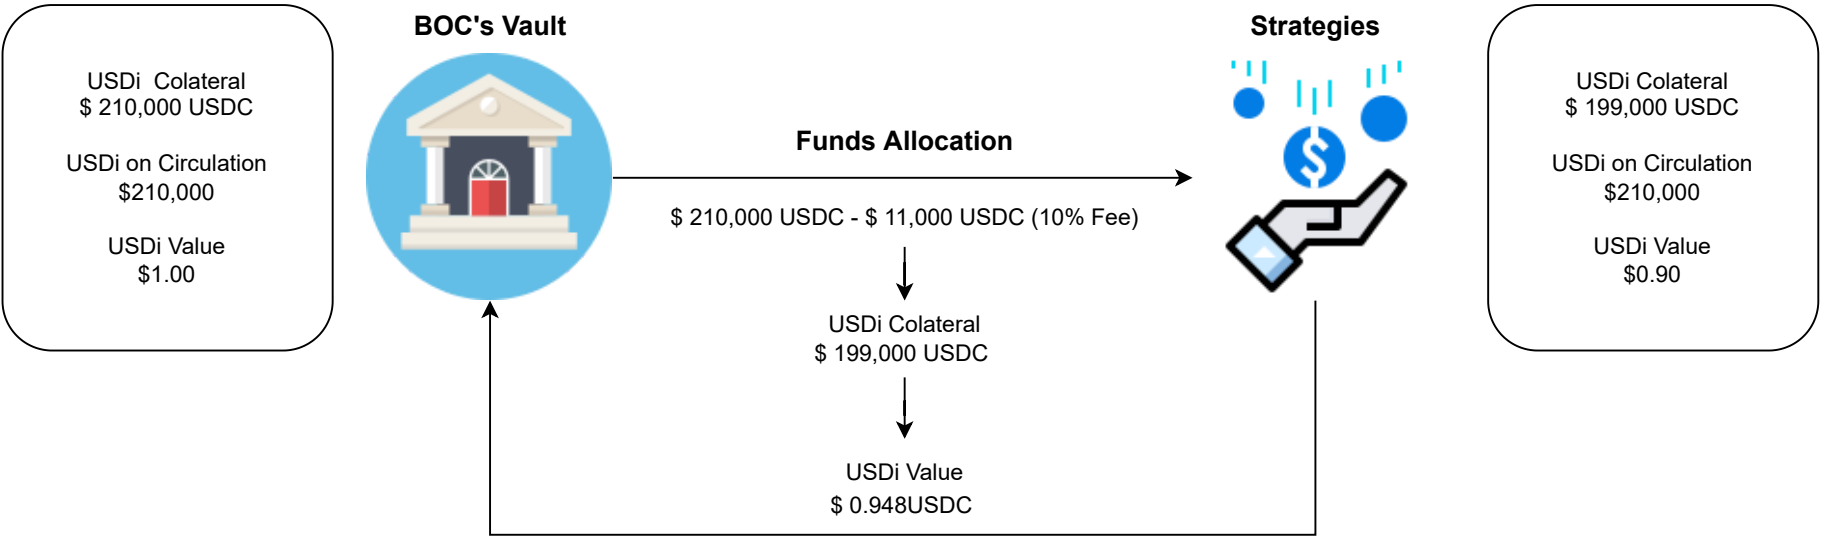 BOC's Vault
Strategies
USDi  Colateral
$ 210,000 USDC
USDi on Circulation
$210,000
USDi Value
$1.00
Funds Allocation
$ 210,000 USDC - $ 11,000 USDC (10% Fee)
USDi Colateral
$ 199,000 USDC
USDi Value
$ 0.948USDC
USDi Colateral
$ 199,000 USDC
USDi on Circulation
$210,000
USDi Value
$0.90